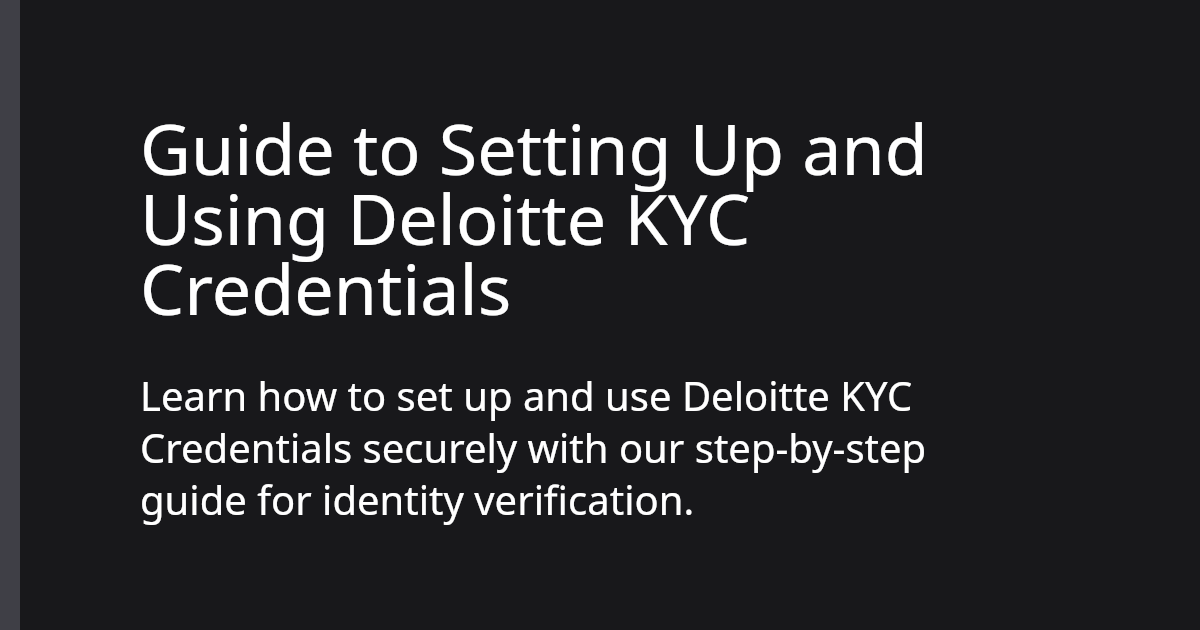 Guide to Setting Up and
Using Deloitte KYC
Credentials
Learn how to set up and use Deloitte KYC
Credentials securely with our step-by-step
guide for identity verification.